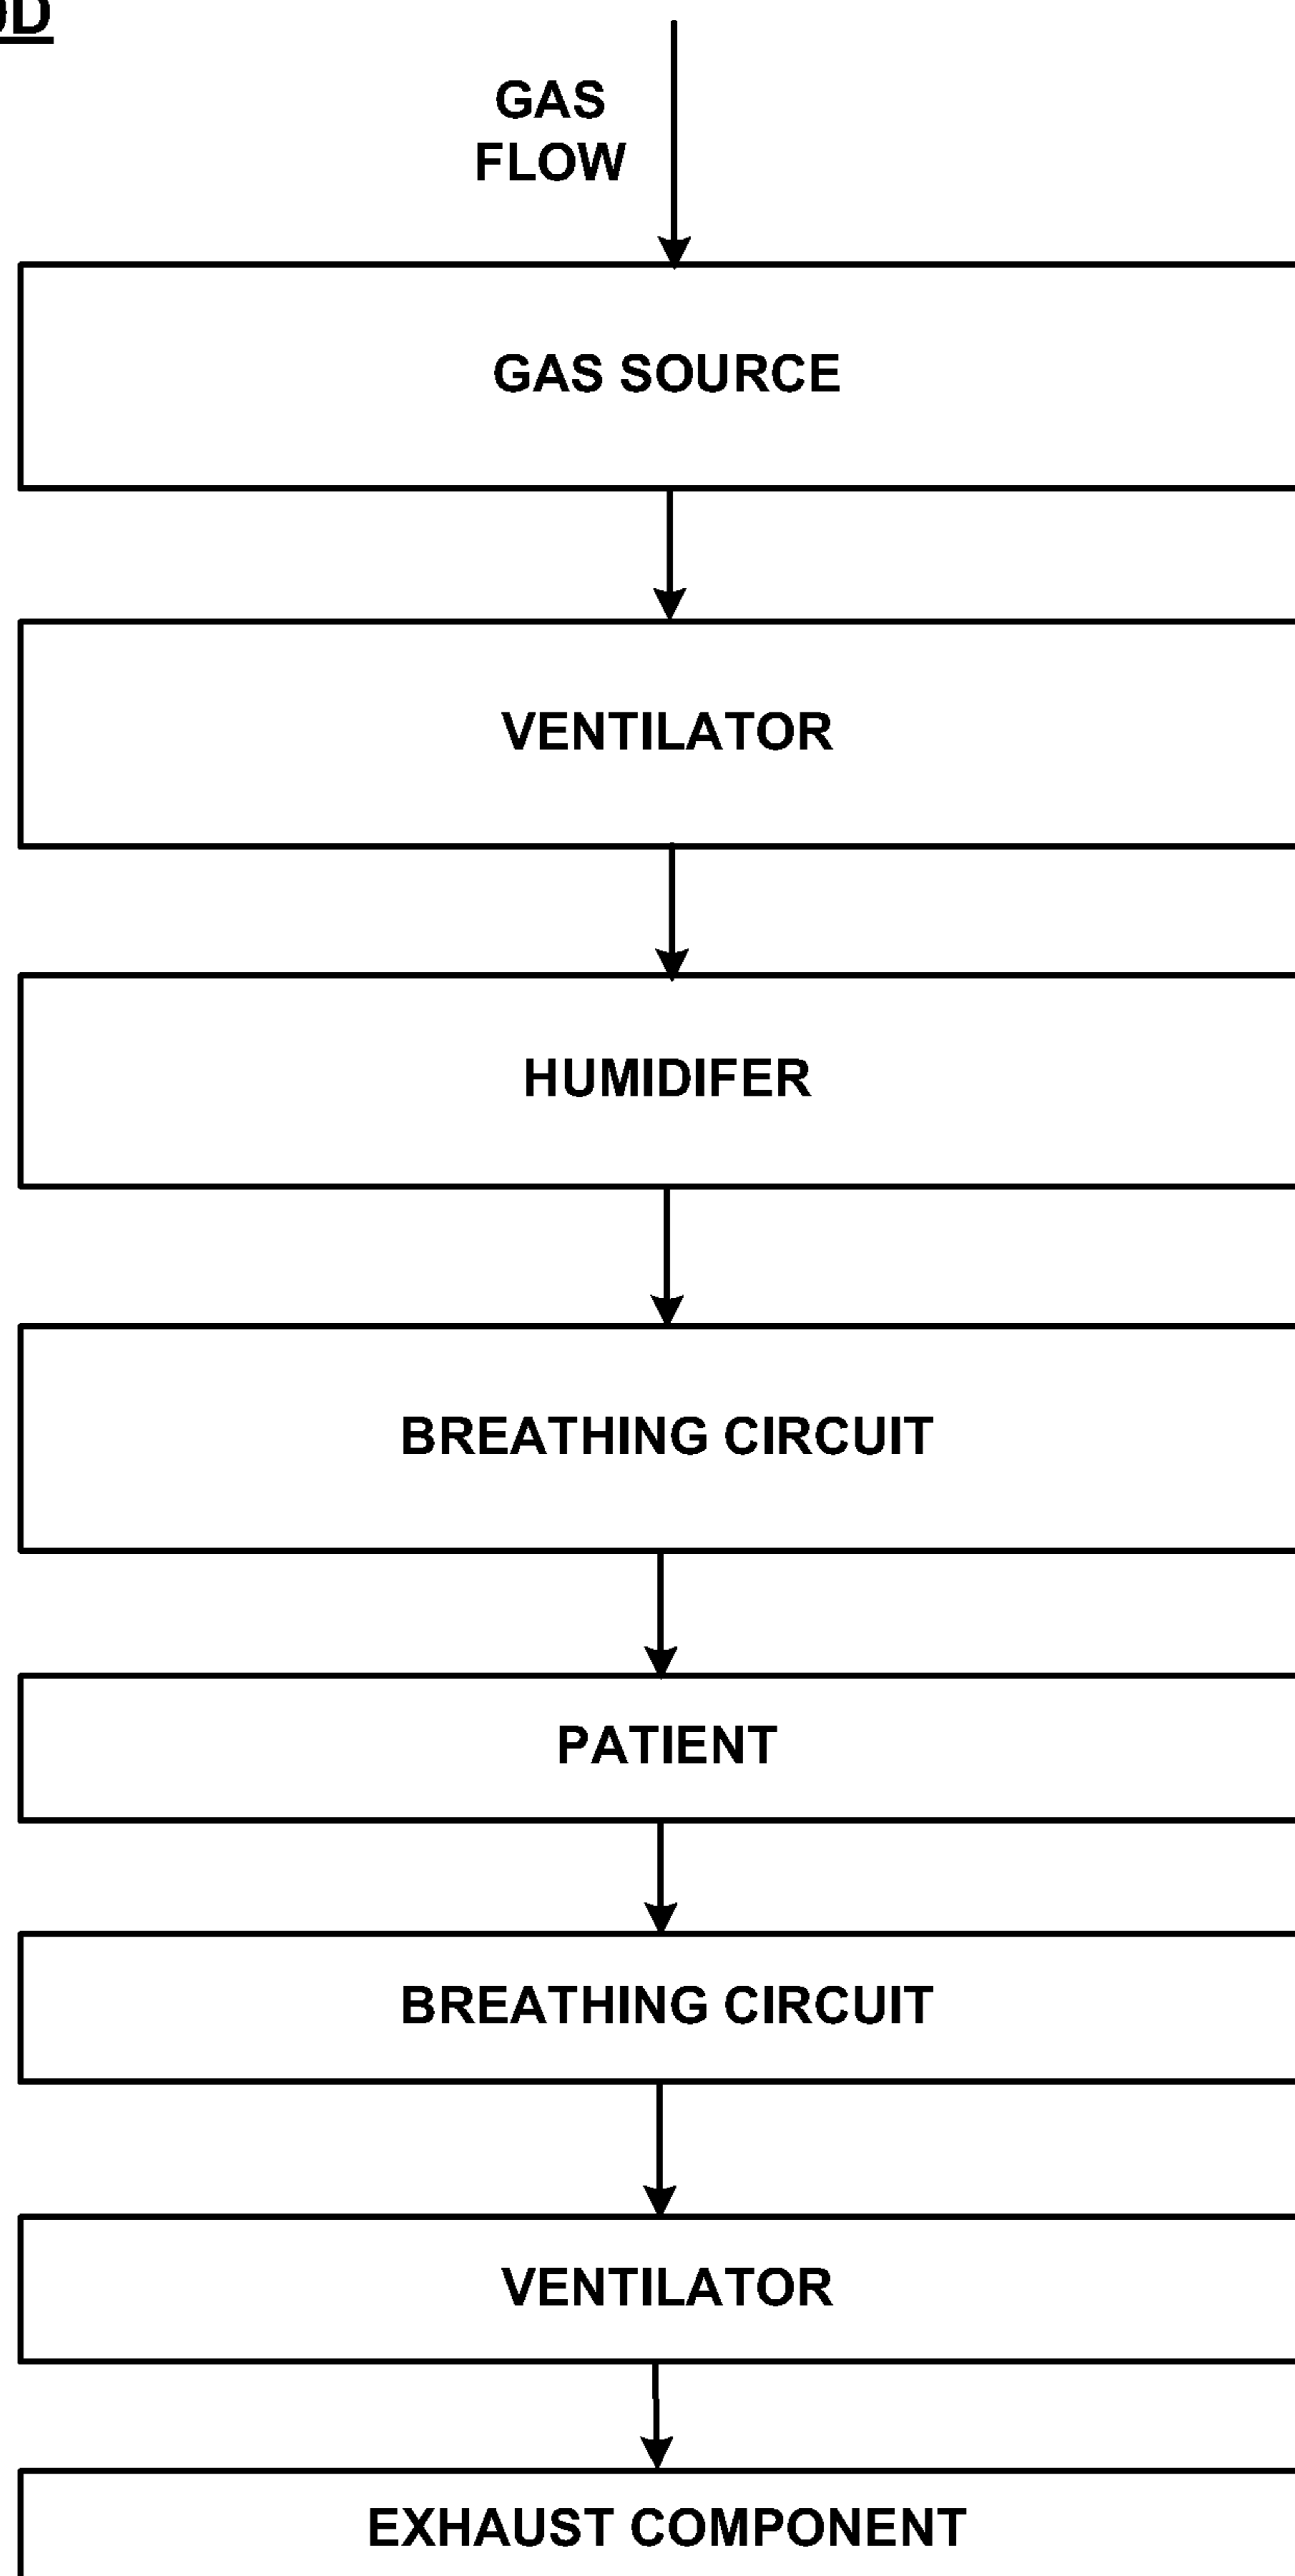 GAS
FLOW
GAS SOURCE
VENTILATOR
HUMIDIFER
BREATHING CIRCUIT
PATIENT
BREATHING CIRCUIT
VENTILATOR
EXHAUST COMPONENT